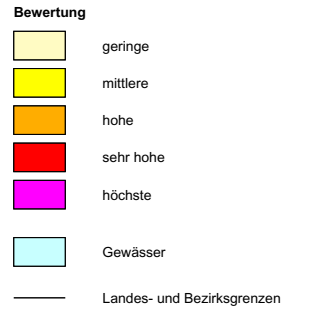 Bewertung
geringe
mittlere
hohe
sehr hohe
höchste
Gewässer
Landes- und Bezirksgrenzen